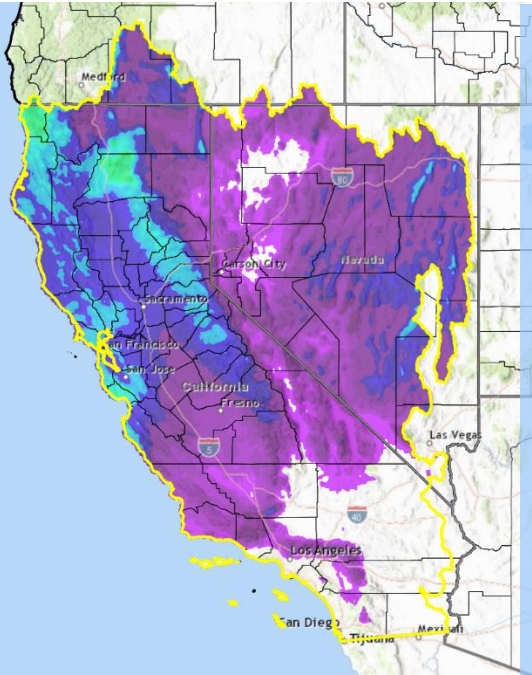 Medford
80
Carson City
Nevada
Sacramento
San Francisco
San Jose
California
Fresno
5
Las Vegas
40
Los Angeles
San Diego
Mexicali
Tijuana